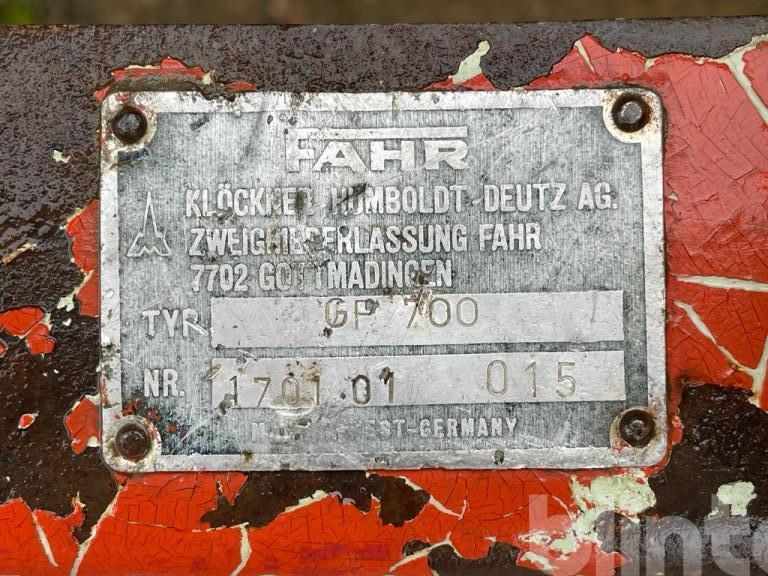 FAHR
KLÖCKNER HUMBOLDT-DEUTZ AG.
ZWEIGNIEDERLASSUNG FAHR
7702 GOTTMADINGEN
TYP GP 700
NR. 1701.01 015
WEST-GERMANY